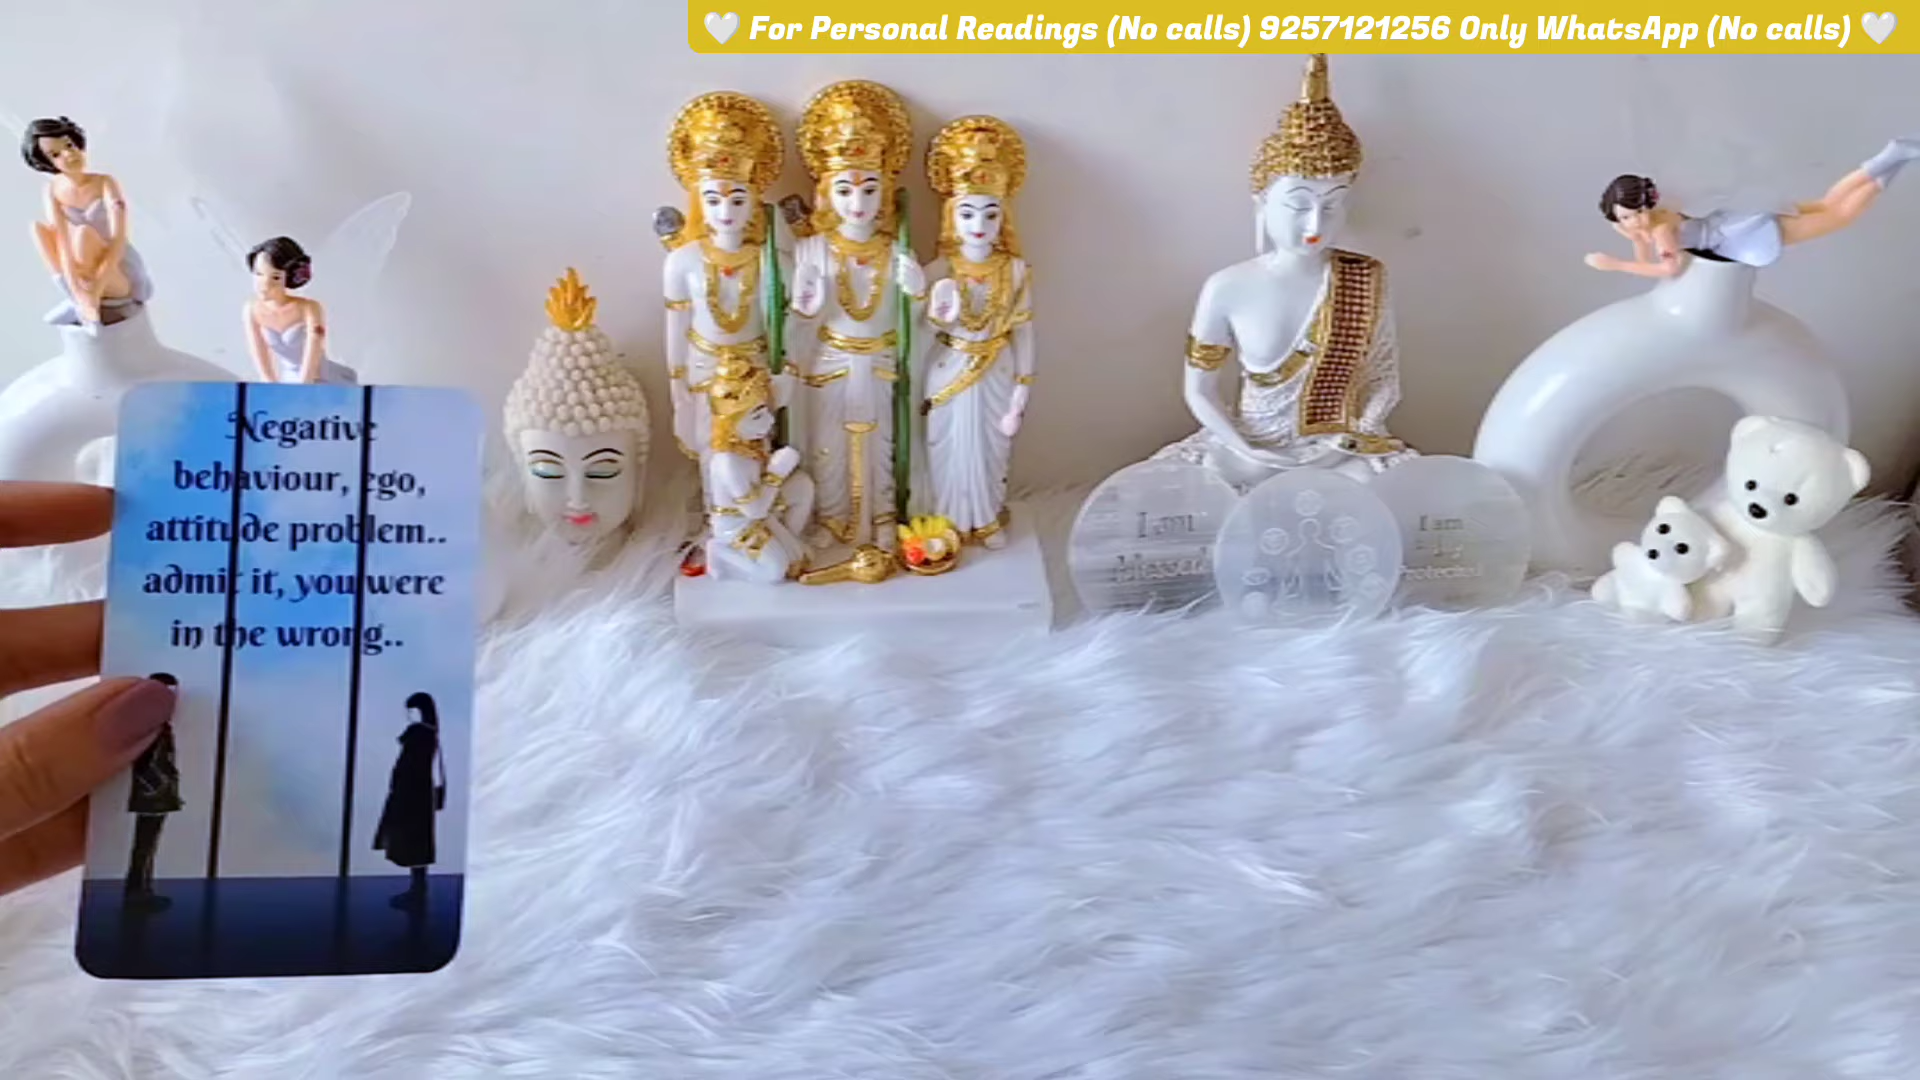 🤍 For Personal Readings (No calls) 9257121256 Only WhatsApp (No calls) 🤍
Negative
behaviour, ego,
attitude problem..
admit it, you were
in the wrong..
I am
blessed
I am
Protected